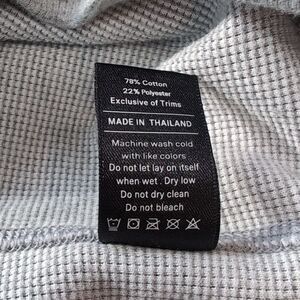 78% Cotton
22% Polyester
Exclusive of Trims
MADE IN THAILAND
Machine wash cold
with like colors
Do not let lay on itself
when wet . Dry low
Do not dry clean
Do not bleach